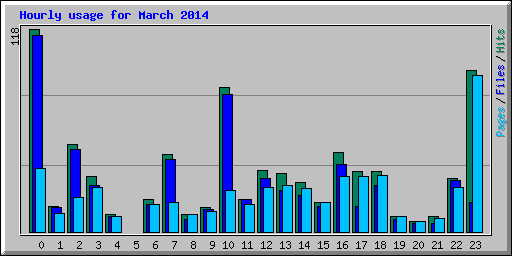 Hourly usage for March 2014
118
Pages / Files / Hits
0 1 2 3 4 5 6 7 8 9 10 11 12 13 14 15 16 17 18 19 20 21 22 23